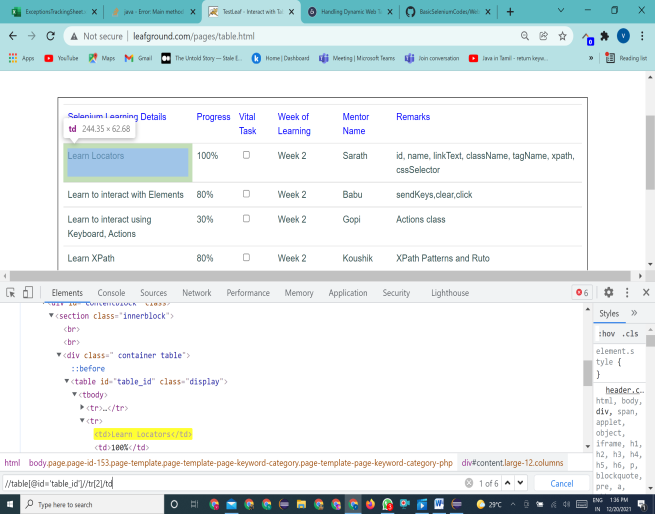 ExceptionsTrackingSheet
java - Error: Main method
TestLeaf - Interact with Tab
Handling Dynamic Web T
BasicSeleniumCodes/Web
Not secure | leafground.com/pages/table.html
Apps YouTube Maps Gmail The Untold Story — Stale E... Home | Dashboard Meeting | Microsoft Teams Join conversation Java in Tamil - return keyw... » Reading list
Selenium Learning Details Progress Vital Task Week of Learning Mentor Name Remarks
td 244.35 × 62.68
Learn Locators 100% Week 2 Sarath id, name, linkText, className, tagName, xpath, cssSelector
Learn to interact with Elements 80% Week 2 Babu sendKeys,clear,click
Learn to interact using Keyboard, Actions 30% Week 2 Gopi Actions class
Learn XPath 80% Week 2 Koushik XPath Patterns and Ruto
Elements Console Sources Network Performance Memory Application Security Lighthouse 6
<div id="contentblock" class>
<section class="innerblock">
<br>
<br>
<div class=" container table">
::before
<table id="table_id" class="display">
<tbody>
<tr>…</tr>
<tr>
<td>Learn Locators</td>
<td>100%</td>
Styles »
:hov .cls
element.s
tyle {
}
header.c…
html, body,
div, span,
applet,
object,
iframe, h1,
h2, h3, h4,
h5, h6, p,
blockquote,
pre, a,
html body.page.page-id-153.page-template.page-template-page-keyword-category.page-template-page-keyword-category-php div#content.large-12.columns
//table[@id='table_id']//tr[2]/td 1 of 6 Cancel
Type here to search 29°C ENG IN 1:36 PM 12/20/2021